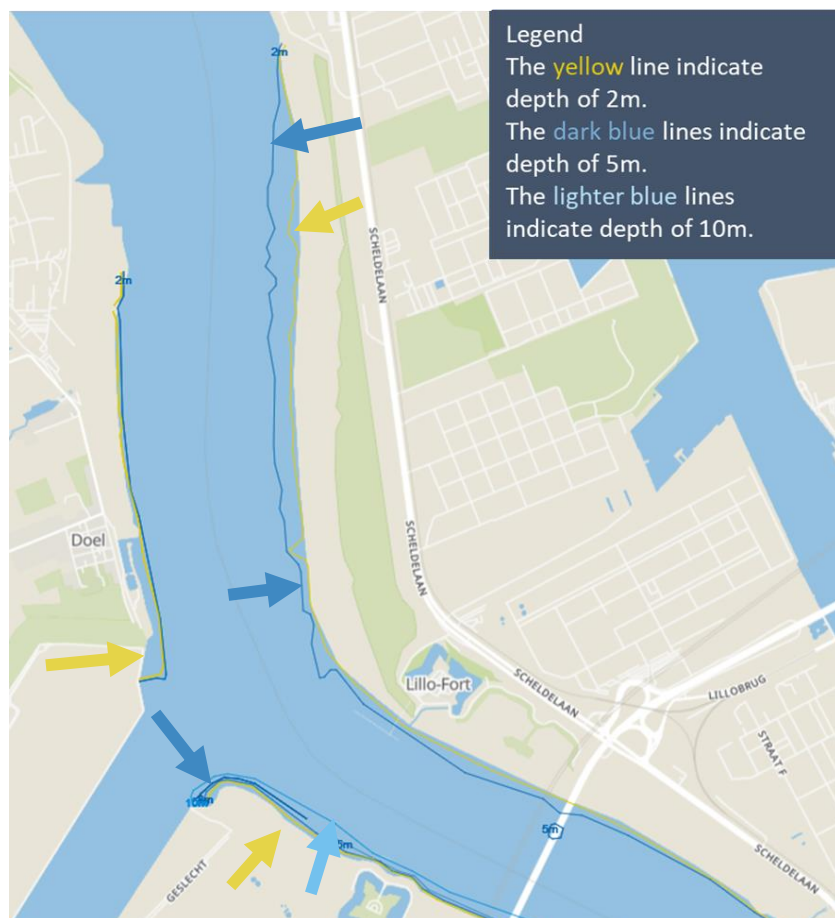 Legend
The yellow line indicate
depth of 2m.
The dark blue lines indicate
depth of 5m.
The lighter blue lines
indicate depth of 10m.
2m
SCHELDELAAN
2m
SCHELDELAAN
Doel
Lillo-Fort
SCHELDELAAN
LILLOBRUG
STRAAT F
5m
5m
GESLECHT
SCHELDELAAN